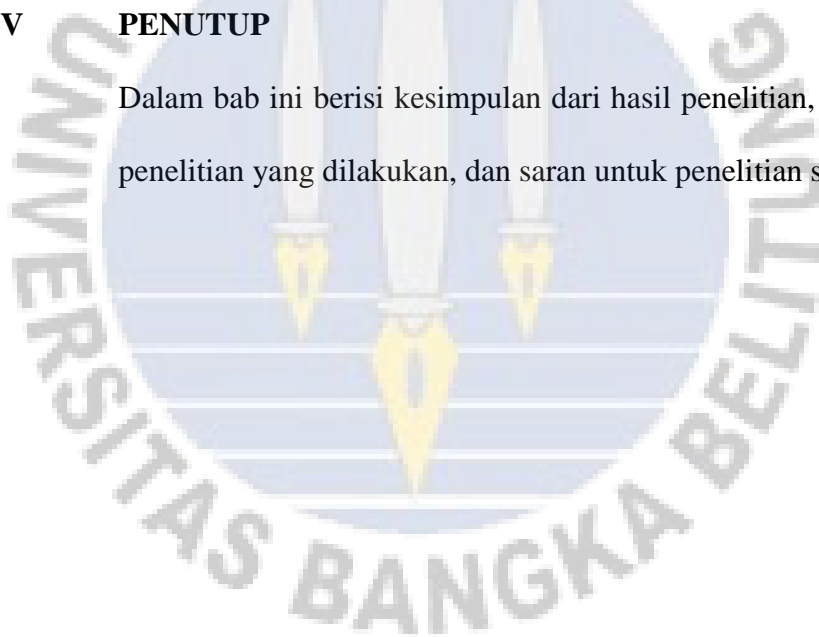 V PENUTUP
Dalam bab ini berisi kesimpulan dari hasil penelitian,
penelitian yang dilakukan, dan saran untuk penelitian s
UNIVERSITAS BANGKA BELITUNG